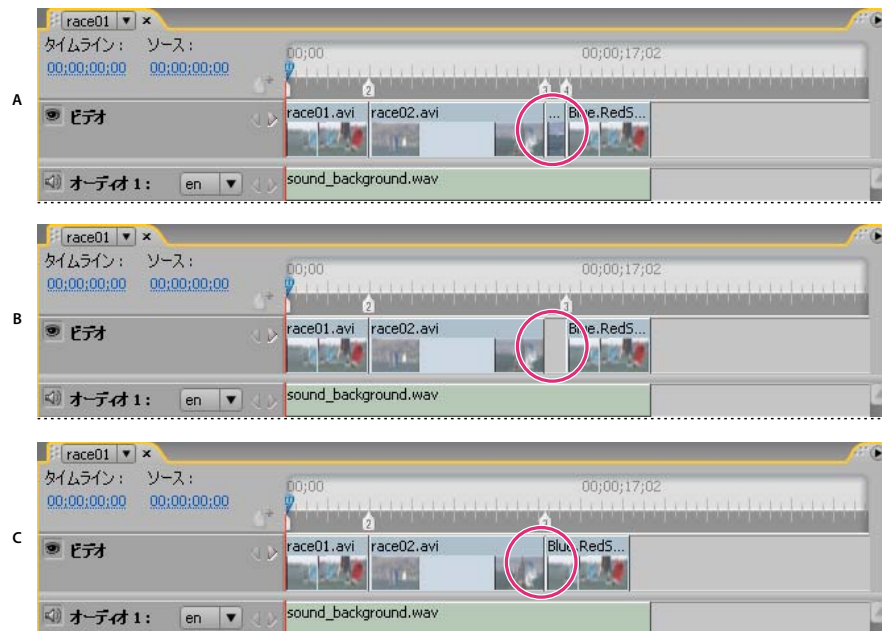 A
race01
タイムライン： ソース：
00;00;00;00 00;00;00;00
00;00 00;00;17;02
2 3 4
ビデオ
race01.avi race02.avi ... Blue.RedS...
オーディオ 1： en
sound_background.wav
B
race01
タイムライン： ソース：
00;00;00;00 00;00;00;00
00;00 00;00;17;02
2 3
ビデオ
race01.avi race02.avi Blue.RedS...
オーディオ 1： en
sound_background.wav
C
race01
タイムライン： ソース：
00;00;00;00 00;00;00;00
00;00 00;00;17;02
2 3
ビデオ
race01.avi race02.avi Blue.RedS...
オーディオ 1： en
sound_background.wav